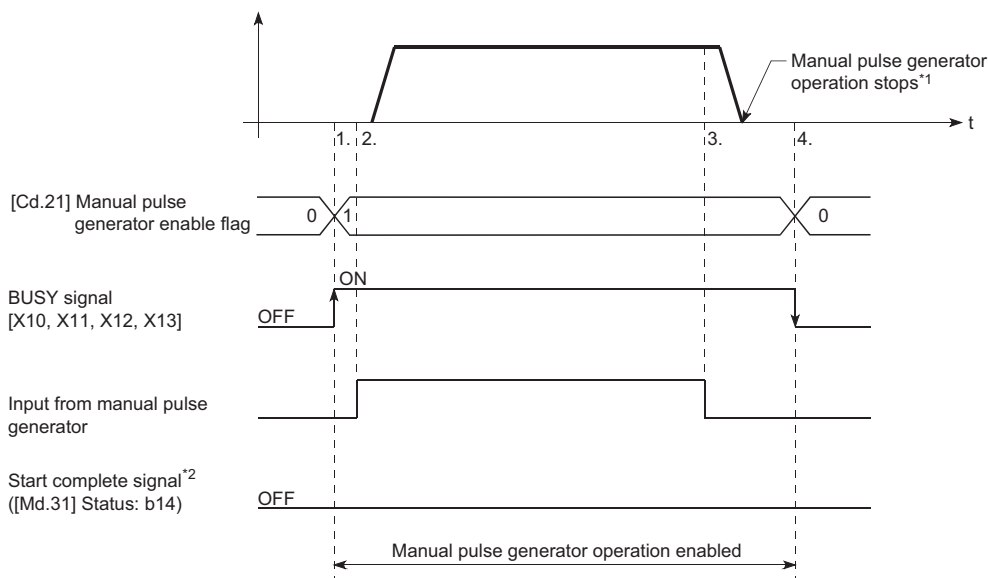 Manual pulse generator
operation stops*1
t
1. 2. 3. 4.
[Cd.21] Manual pulse
generator enable flag
0 1 0
ON
BUSY signal
[X10, X11, X12, X13]
OFF
Input from manual pulse
generator
Start complete signal*2
([Md.31] Status: b14)
OFF
Manual pulse generator operation enabled